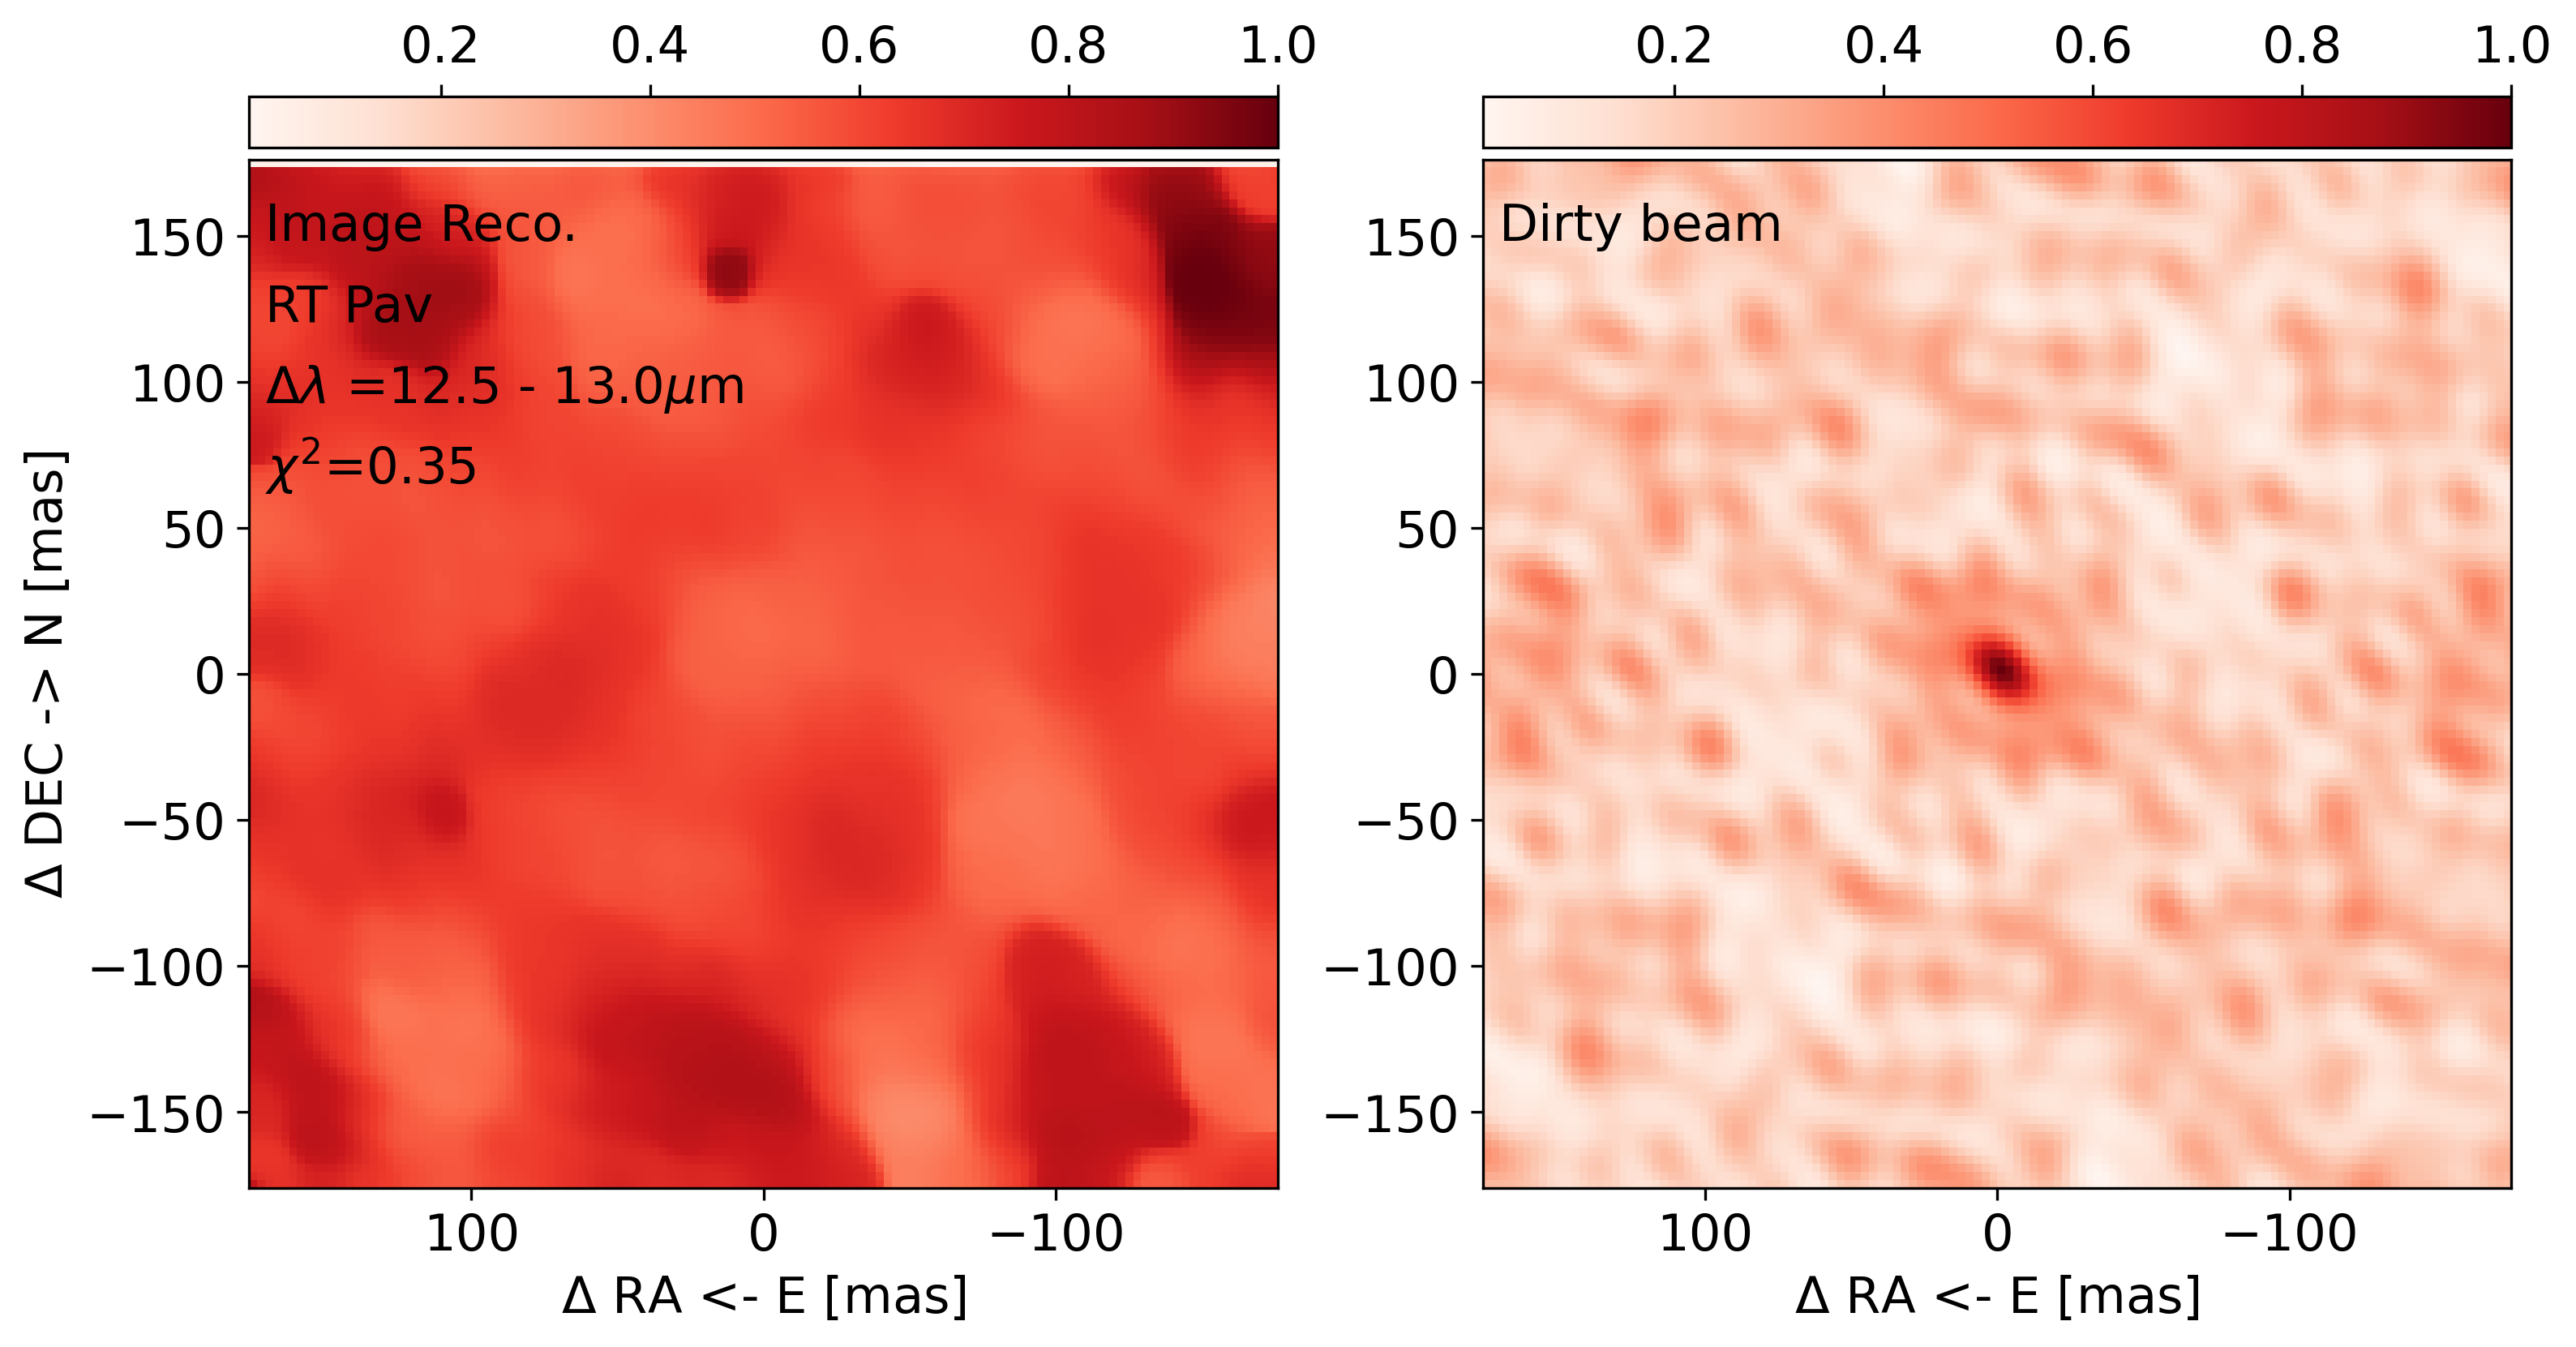 0.2 0.4 0.6 0.8 1.0
Image Reco.
RT Pav
Δλ =12.5 - 13.0μm
χ²=0.35
150
100
50
0
−50
−100
−150
Δ DEC -> N [mas]
100 0 −100
Δ RA <- E [mas]
0.2 0.4 0.6 0.8 1.0
Dirty beam
150
100
50
0
−50
−100
−150
100 0 −100
Δ RA <- E [mas]